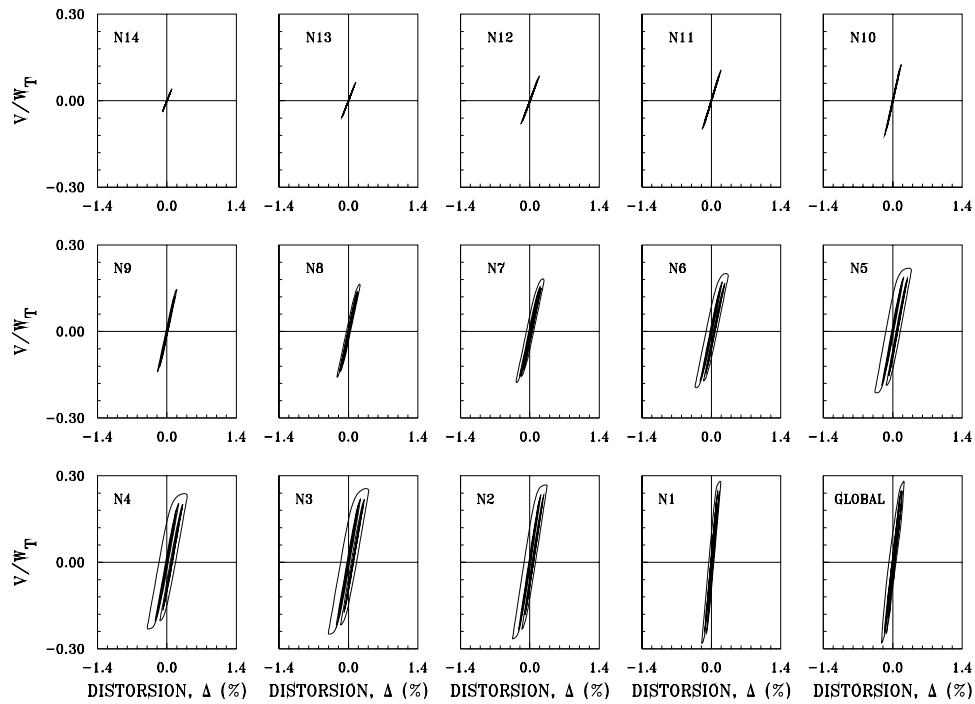 0.30 N14 N13 N12 N11 N10
V/W_T 0.00
−0.30
−1.4 0.0 1.4 −1.4 0.0 1.4 −1.4 0.0 1.4 −1.4 0.0 1.4 −1.4 0.0 1.4
0.30 N9 N8 N7 N6 N5
V/W_T 0.00
−0.30
−1.4 0.0 1.4 −1.4 0.0 1.4 −1.4 0.0 1.4 −1.4 0.0 1.4 −1.4 0.0 1.4
0.30 N4 N3 N2 N1 GLOBAL
V/W_T 0.00
−0.30
−1.4 0.0 1.4 −1.4 0.0 1.4 −1.4 0.0 1.4 −1.4 0.0 1.4 −1.4 0.0 1.4
DISTORSION, Δ (%) DISTORSION, Δ (%) DISTORSION, Δ (%) DISTORSION, Δ (%) DISTORSION, Δ (%)